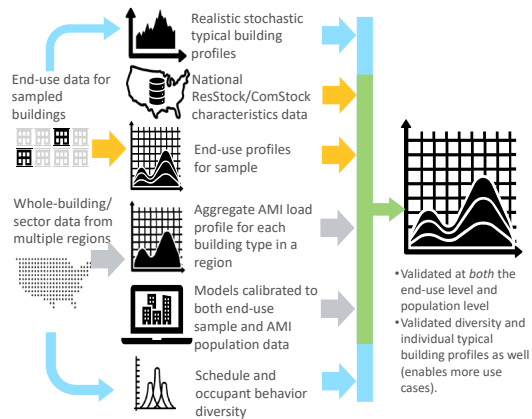 Realistic stochastic
typical building
profiles
End-use data for
sampled
buildings
National
ResStock/ComStock
characteristics data
End-use profiles
for sample
Whole-building/
sector data from
multiple regions
Aggregate AMI load
profile for each
building type in a
region
Models calibrated to
both end-use
sample and AMI
population data
Schedule and
occupant behavior
diversity
•Validated at both the
end-use level and
population level
•Validated diversity and
individual typical
building profiles as well
(enables more use
cases).